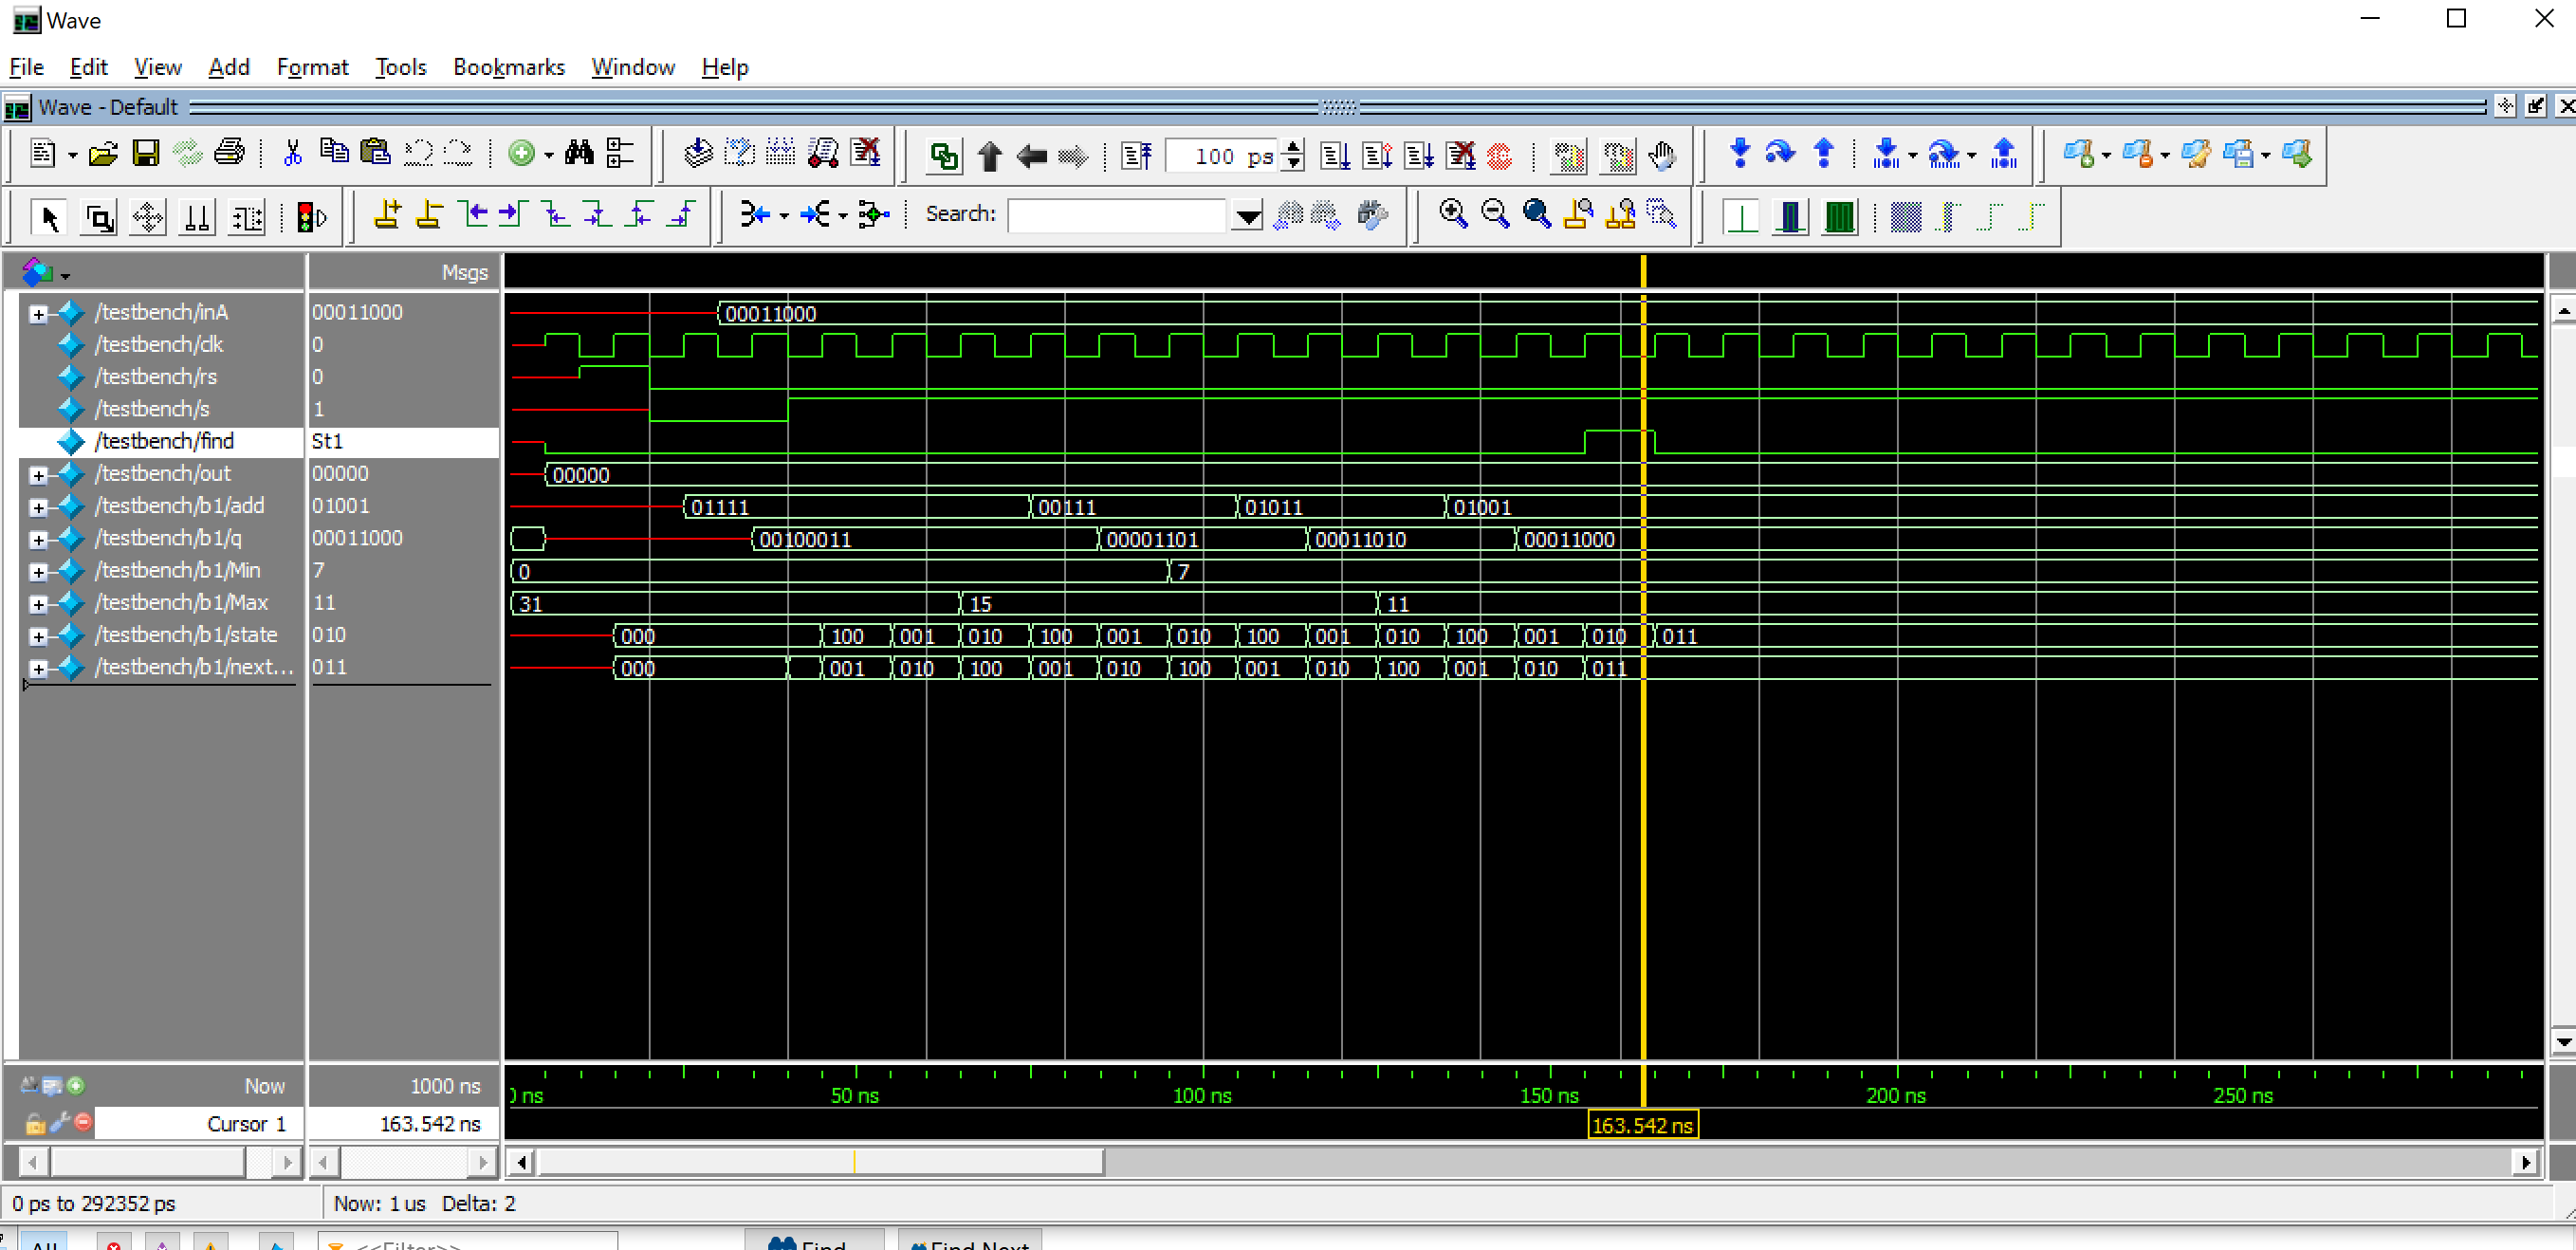 Wave
File Edit View Add Format Tools Bookmarks Window Help
Wave - Default
100 ps
Search:
Msgs
/testbench/inA 00011000 00011000
/testbench/clk 0
/testbench/rs 0
/testbench/s 1
/testbench/find St1
/testbench/out 00000 00000
/testbench/b1/add 01001 01111 00111 01011 01001
/testbench/b1/q 00011000 00100011 00001101 00011010 00011000
/testbench/b1/Min 7 0 7
/testbench/b1/Max 11 31 15 11
/testbench/b1/state 010 000 100 001 010 100 001 010 100 001 010 100 001 010 011
/testbench/b1/next... 011 000 001 010 100 001 010 100 001 010 100 001 010 011
Now 1000 ns
0 ns 50 ns 100 ns 150 ns 200 ns 250 ns
Cursor 1 163.542 ns 163.542 ns
0 ps to 292352 ps Now: 1 us Delta: 2
All <<Filter>> Find Find Next